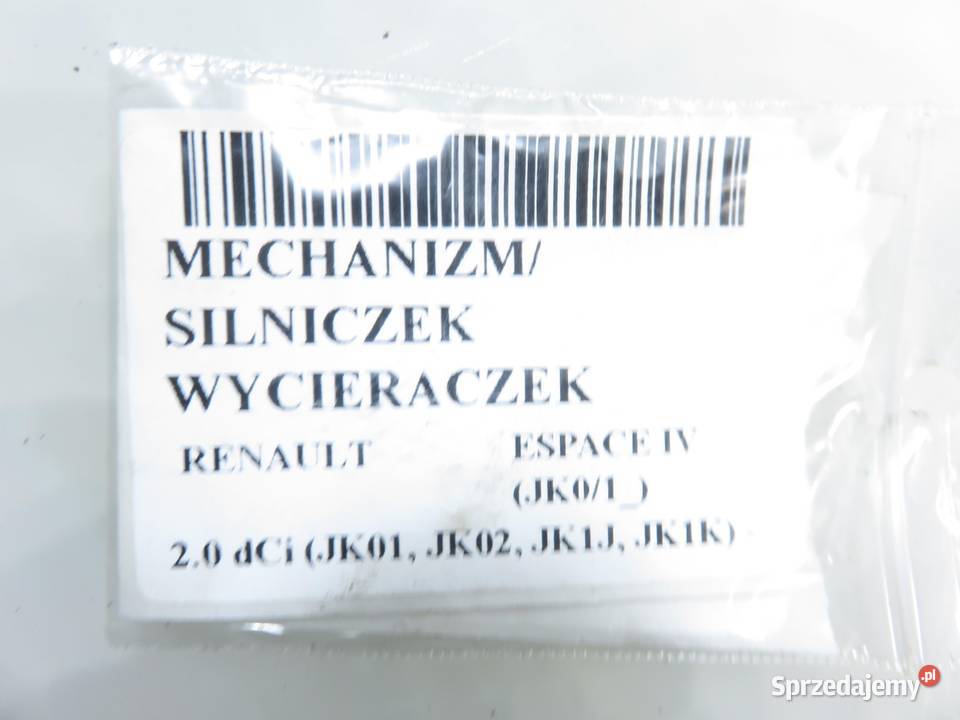 MECHANIZM/
SILNICZEK
WYCIERACZEK
RENAULT ESPACE IV
(JK0/1_)
2.0 dCi (JK01, JK02, JK1J, JK1K) -
Sprzedajemy.pl